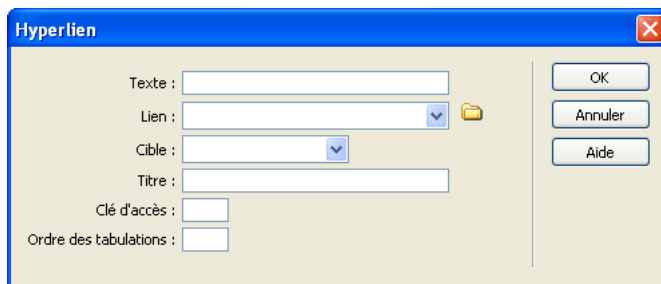 Hyperlien
Texte :
Lien :
Cible :
Titre :
Clé d'accès :
Ordre des tabulations :
OK
Annuler
Aide